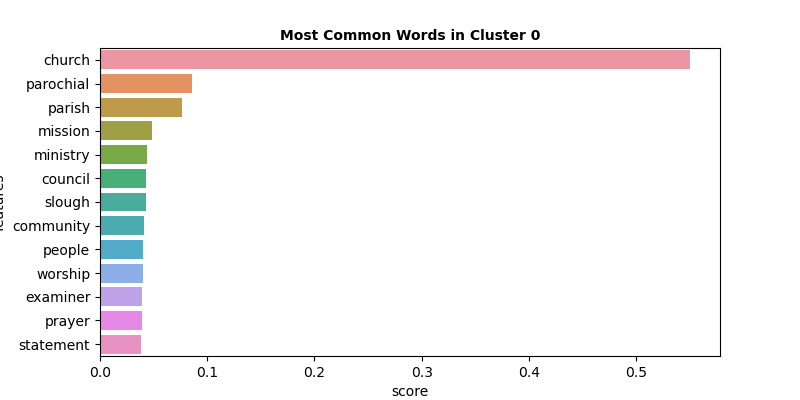 Most Common Words in Cluster 0
church
parochial
parish
mission
ministry
council
slough
community
people
worship
examiner
prayer
statement
0.0 0.1 0.2 0.3 0.4 0.5
score